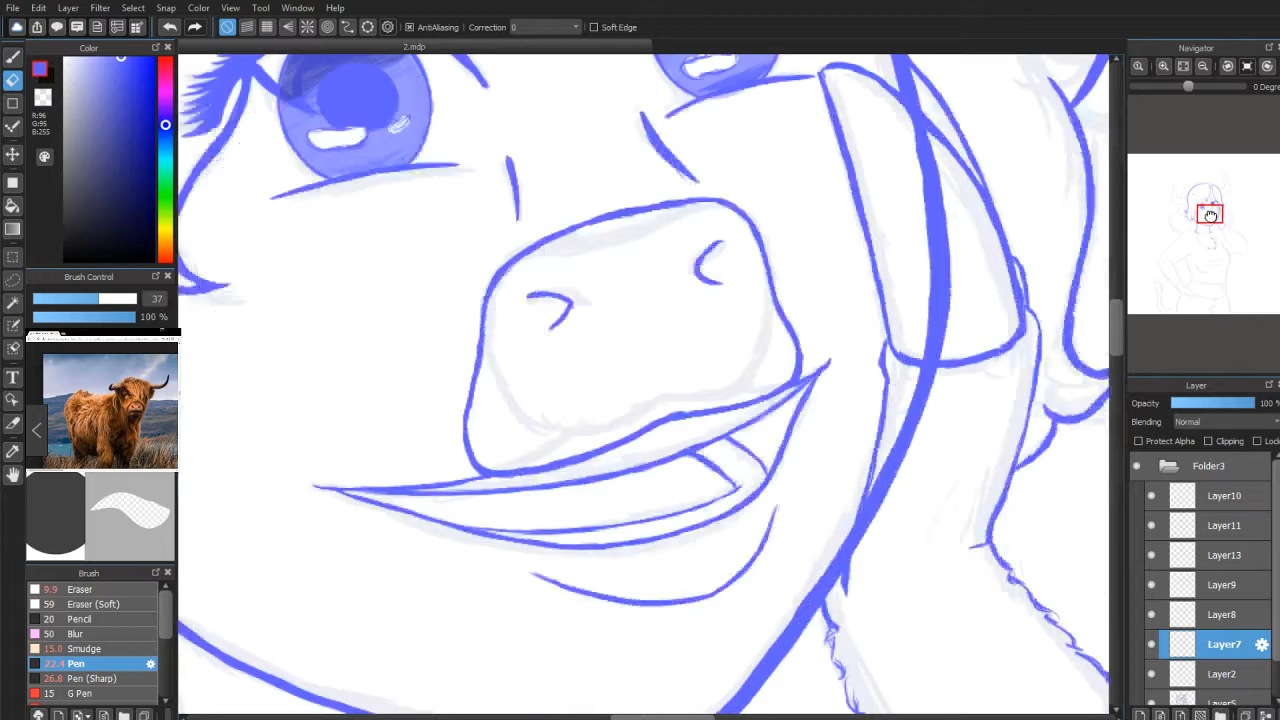 File Edit Layer Filter Select Snap Color View Tool Window Help
AntiAliasing Correction 0 Soft Edge
2.mdp
Color
R:96
G:95
B:255
Brush Control
37
100 %
Brush
9.9 Eraser
59 Eraser (Soft)
20 Pencil
50 Blur
15.0 Smudge
22.4 Pen
26.8 Pen (Sharp)
15 G Pen
Navigator
0 Degre
Layer
Opacity 100 %
Blending Normal
Protect Alpha Clipping Loc
Folder3
Layer10
Layer11
Layer13
Layer9
Layer8
Layer7
Layer2
Layer5